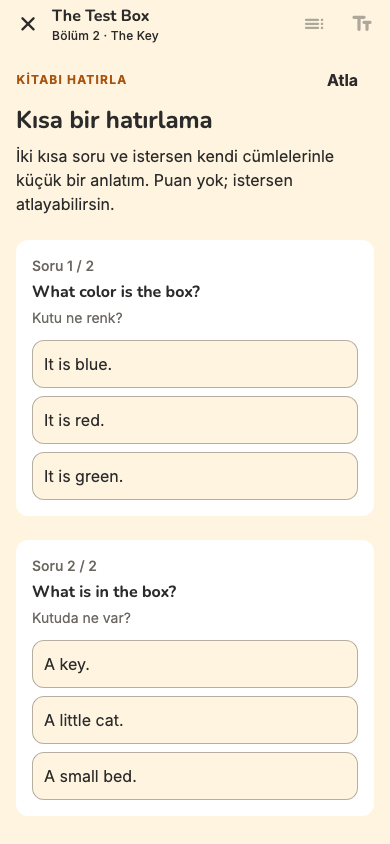 The Test Box
Bölüm 2 · The Key
KİTABI HATIRLA
Atla
Kısa bir hatırlama
İki kısa soru ve istersen kendi cümlelerinle
küçük bir anlatım. Puan yok; istersen
atlayabilirsin.
Soru 1 / 2
What color is the box?
Kutu ne renk?
It is blue.
It is red.
It is green.
Soru 2 / 2
What is in the box?
Kutuda ne var?
A key.
A little cat.
A small bed.